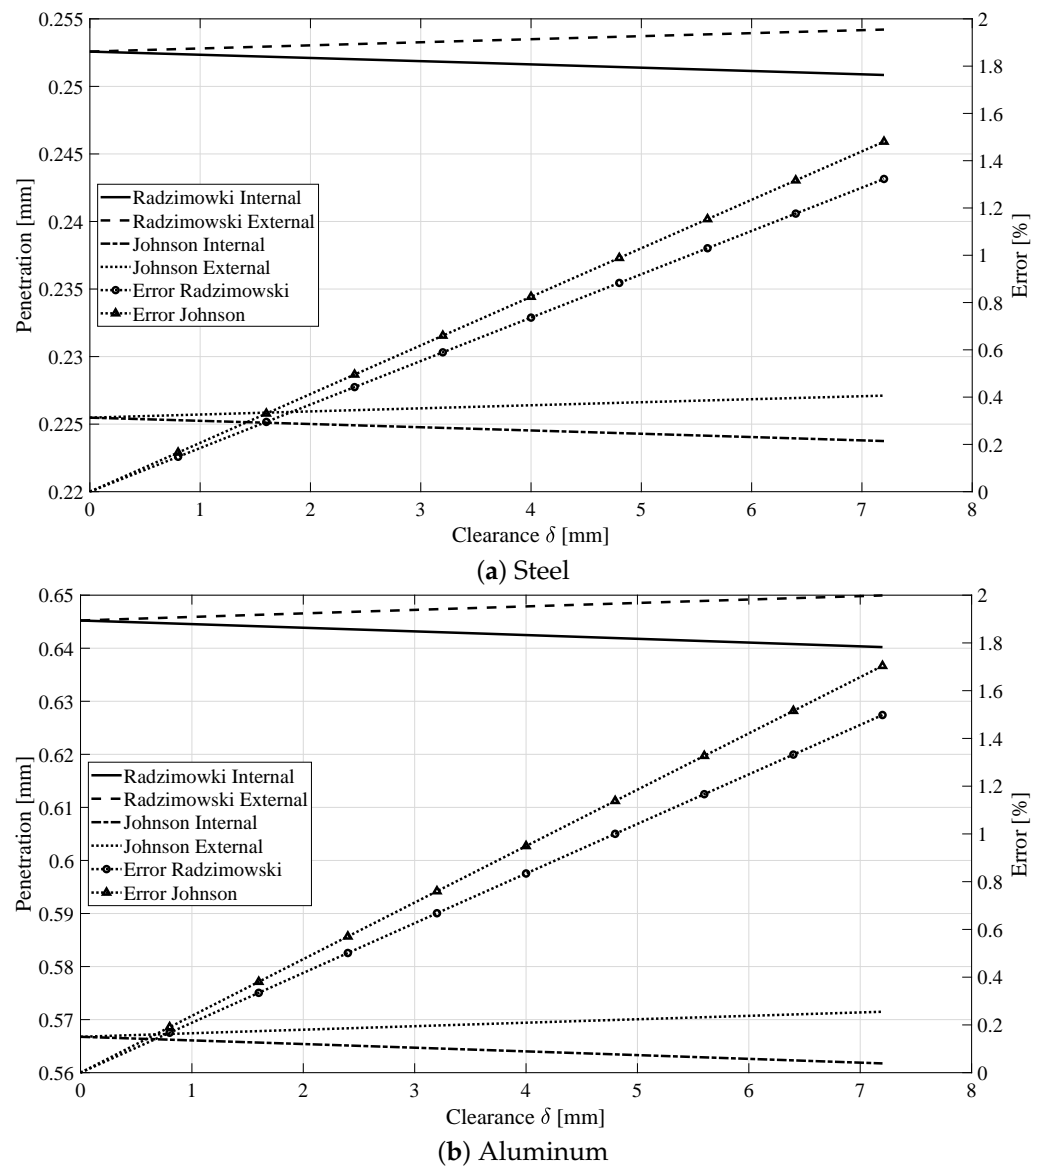 0.255
0.25
0.245
0.24
0.235
0.23
0.225
0.22
Penetration [mm]
2
1.8
1.6
1.4
1.2
1
0.8
0.6
0.4
0.2
0
Error [%]
Radzimowki Internal
Radzimowski External
Johnson Internal
Johnson External
Error Radzimowski
Error Johnson
0 1 2 3 4 5 6 7 8
Clearance δ [mm]
(a) Steel
0.65
0.64
0.63
0.62
0.61
0.6
0.59
0.58
0.57
0.56
Penetration [mm]
2
1.8
1.6
1.4
1.2
1
0.8
0.6
0.4
0.2
0
Error [%]
Radzimowki Internal
Radzimowski External
Johnson Internal
Johnson External
Error Radzimowski
Error Johnson
0 1 2 3 4 5 6 7 8
Clearance δ [mm]
(b) Aluminum